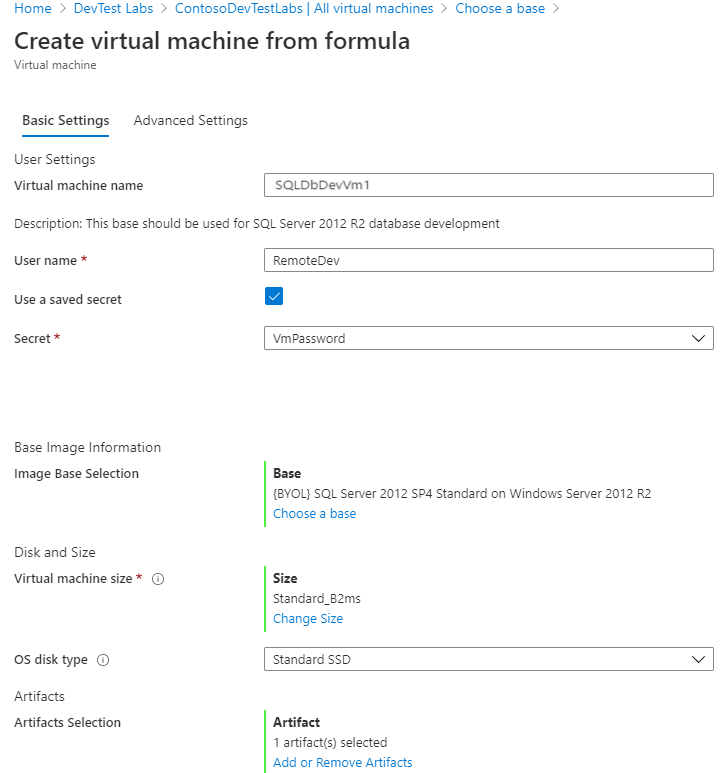 Home > DevTest Labs > ContosoDevTestLabs | All virtual machines > Choose a base >
Create virtual machine from formula
Virtual machine
Basic Settings Advanced Settings
User Settings
Virtual machine name SQLDbDevVm1
Description: This base should be used for SQL Server 2012 R2 database development
User name * RemoteDev
Use a saved secret
Secret * VmPassword
Base Image Information
Image Base Selection Base
{BYOL} SQL Server 2012 SP4 Standard on Windows Server 2012 R2
Choose a base
Disk and Size
Virtual machine size * Size
Standard_B2ms
Change Size
OS disk type Standard SSD
Artifacts
Artifacts Selection Artifact
1 artifact(s) selected
Add or Remove Artifacts